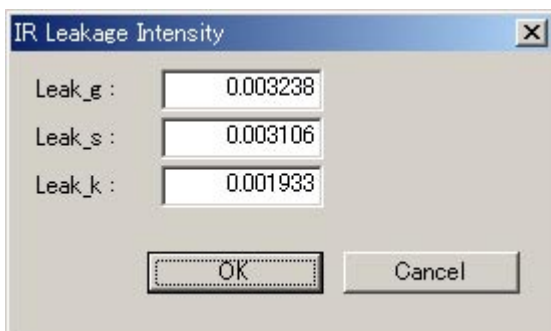 IR Leakage Intensity
Leak_g : 0.003238
Leak_s : 0.003106
Leak_k : 0.001933
OK Cancel